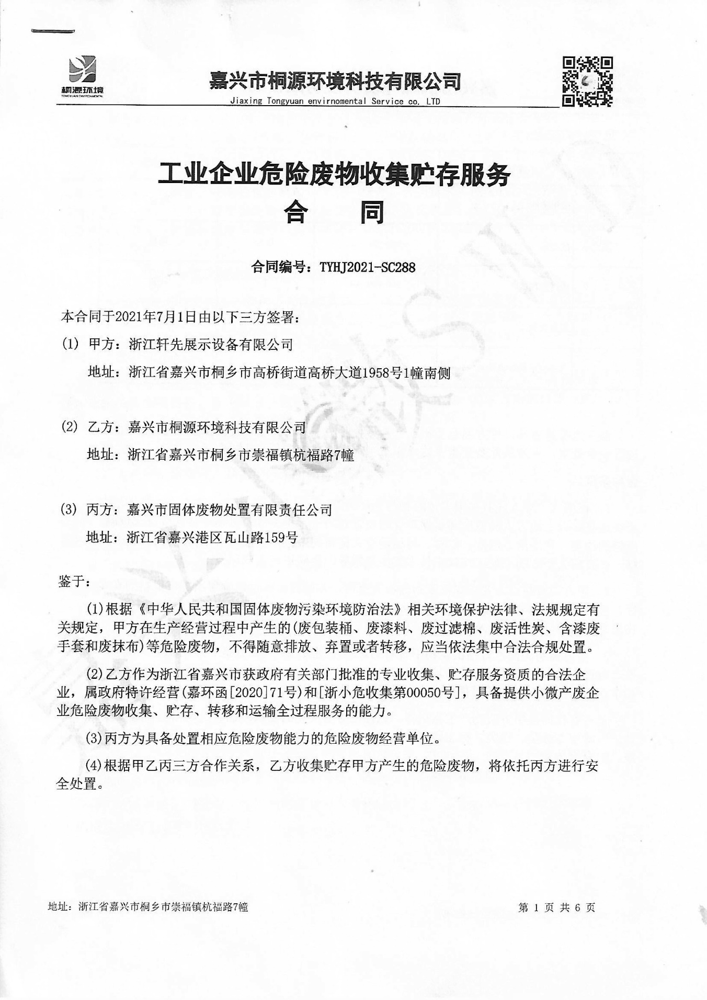 桐源环境
TONGYUAN ENVIRONMENTAL
嘉兴市桐源环境科技有限公司
Jiaxing Tongyuan envirnomental Service co, LTD
工业企业危险废物收集贮存服务
合 同
合同编号：TYHJ2021-SC288
本合同于2021年7月1日由以下三方签署：
(1) 甲方：浙江轩先展示设备有限公司
地址：浙江省嘉兴市桐乡市高桥街道高桥大道1958号1幢南侧
(2) 乙方：嘉兴市桐源环境科技有限公司
地址：浙江省嘉兴市桐乡市崇福镇杭福路7幢
(3) 丙方：嘉兴市固体废物处置有限责任公司
地址：浙江省嘉兴港区瓦山路159号
鉴于：
(1)根据《中华人民共和国固体废物污染环境防治法》相关环境保护法律、法规规定有
关规定，甲方在生产经营过程中产生的(废包装桶、废漆料、废过滤棉、废活性炭、含漆废
手套和废抹布)等危险废物，不得随意排放、弃置或者转移，应当依法集中合法合规处置。
(2)乙方作为浙江省嘉兴市获政府有关部门批准的专业收集、贮存服务资质的合法企
业，属政府特许经营(嘉环函[2020]71号)和[浙小危收集第00050号]，具备提供小微产废企
业危险废物收集、贮存、转移和运输全过程服务的能力。
(3)丙方为具备处置相应危险废物能力的危险废物经营单位。
(4)根据甲乙丙三方合作关系，乙方收集贮存甲方产生的危险废物，将依托丙方进行安
全处置。
地址：浙江省嘉兴市桐乡市崇福镇杭福路7幢
第 1 页 共 6 页